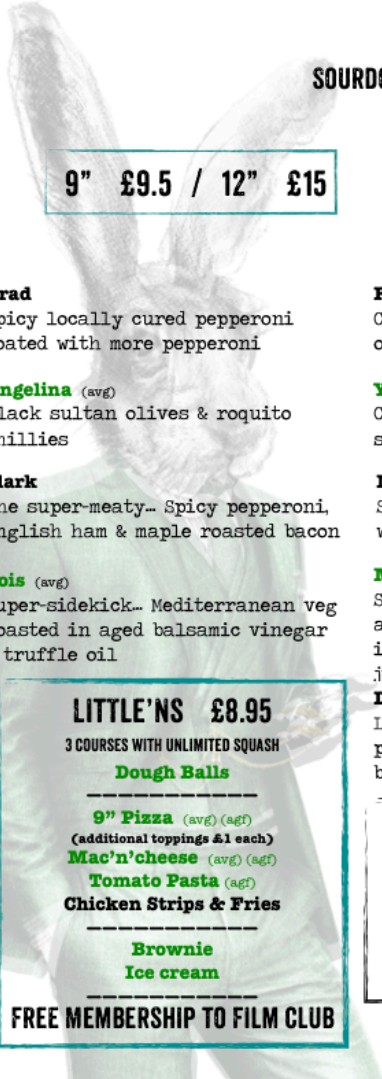 SOURDO
9” £9.5 / 12” £15
rad
picy locally cured pepperoni
oated with more pepperoni
ngelina (avg)
lack sultan olives & roquito
hillies
lark
he super-meaty… Spicy pepperoni,
nglish ham & maple roasted bacon
ois (avg)
uper-sidekick… Mediterranean veg
oasted in aged balsamic vinegar
truffle oil
LITTLE'NS £8.95
3 COURSES WITH UNLIMITED SQUASH
Dough Balls
9” Pizza (avg) (agf)
(additional toppings £1 each)
Mac'n'cheese (avg) (agf)
Tomato Pasta (agf)
Chicken Strips & Fries
Brownie
Ice cream
FREE MEMBERSHIP TO FILM CLUB